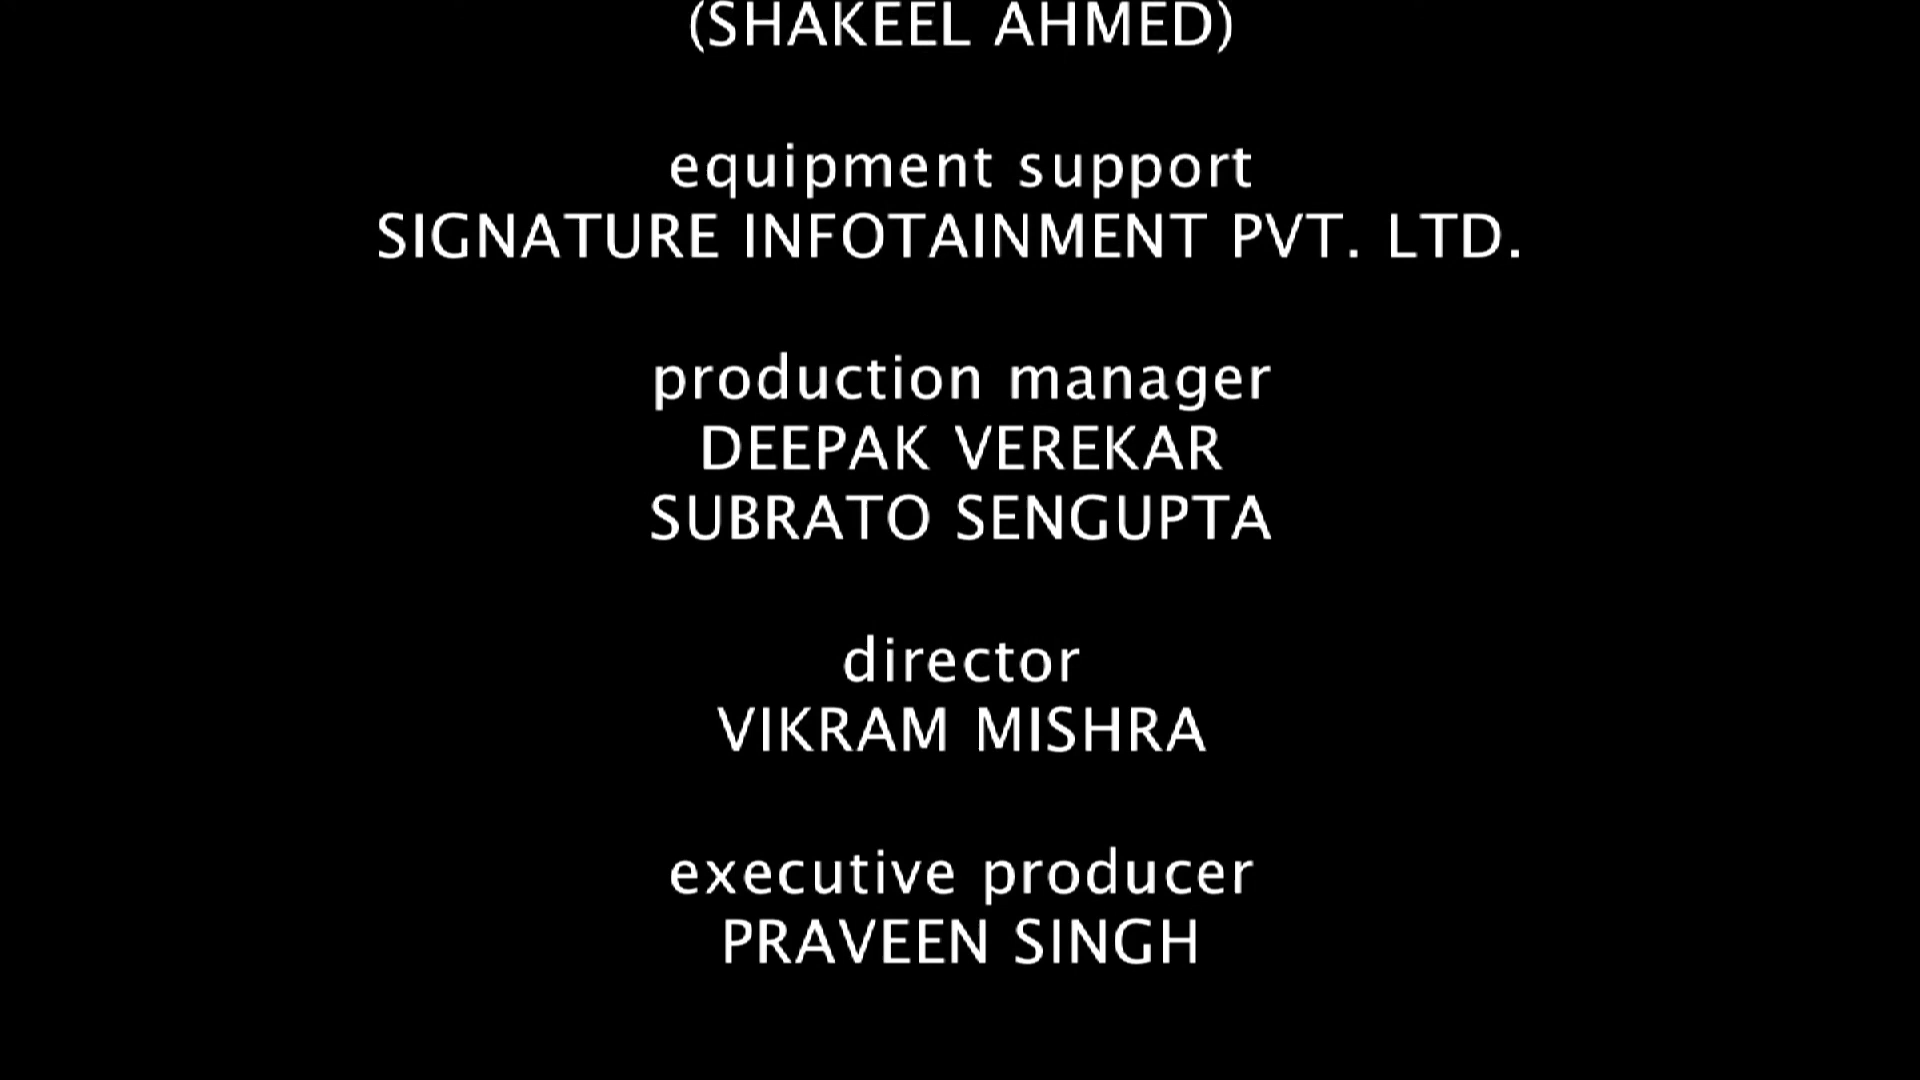 (SHAKEEL AHMED)
equipment support
SIGNATURE INFOTAINMENT PVT. LTD.
production manager
DEEPAK VEREKAR
SUBRATO SENGUPTA
director
VIKRAM MISHRA
executive producer
PRAVEEN SINGH